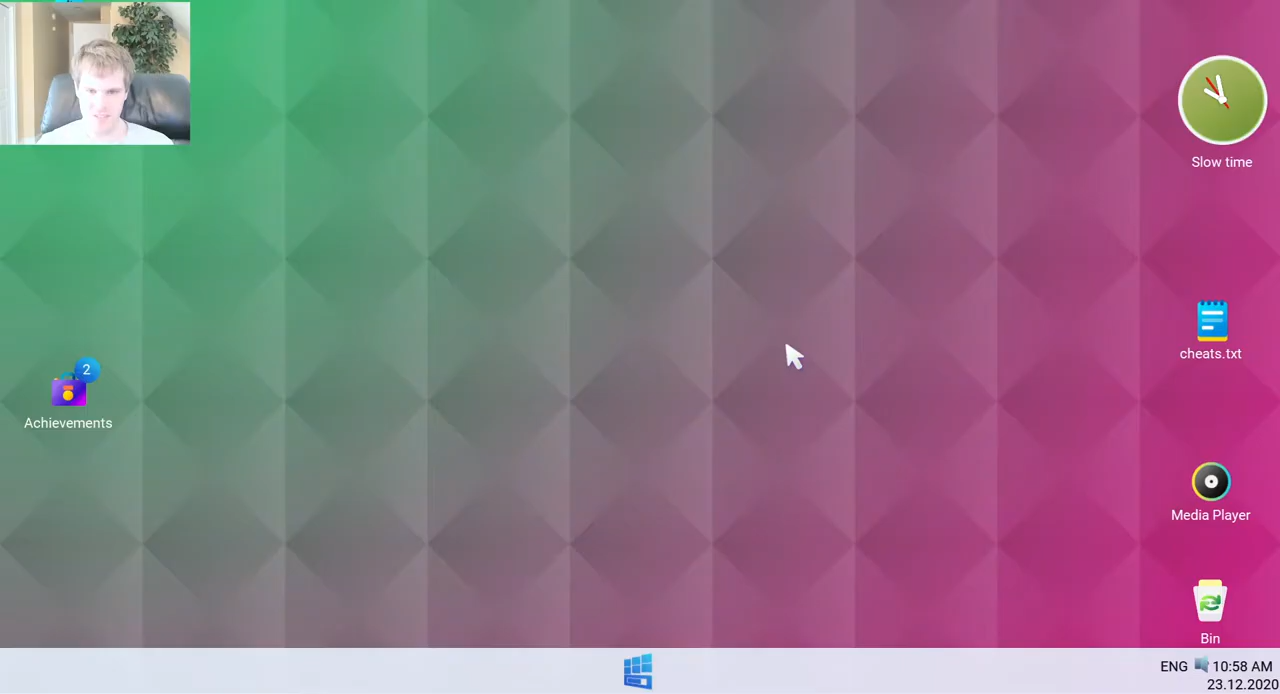 Slow time
cheats.txt
2
Achievements
Media Player
Bin
ENG 10:58 AM
23.12.2020